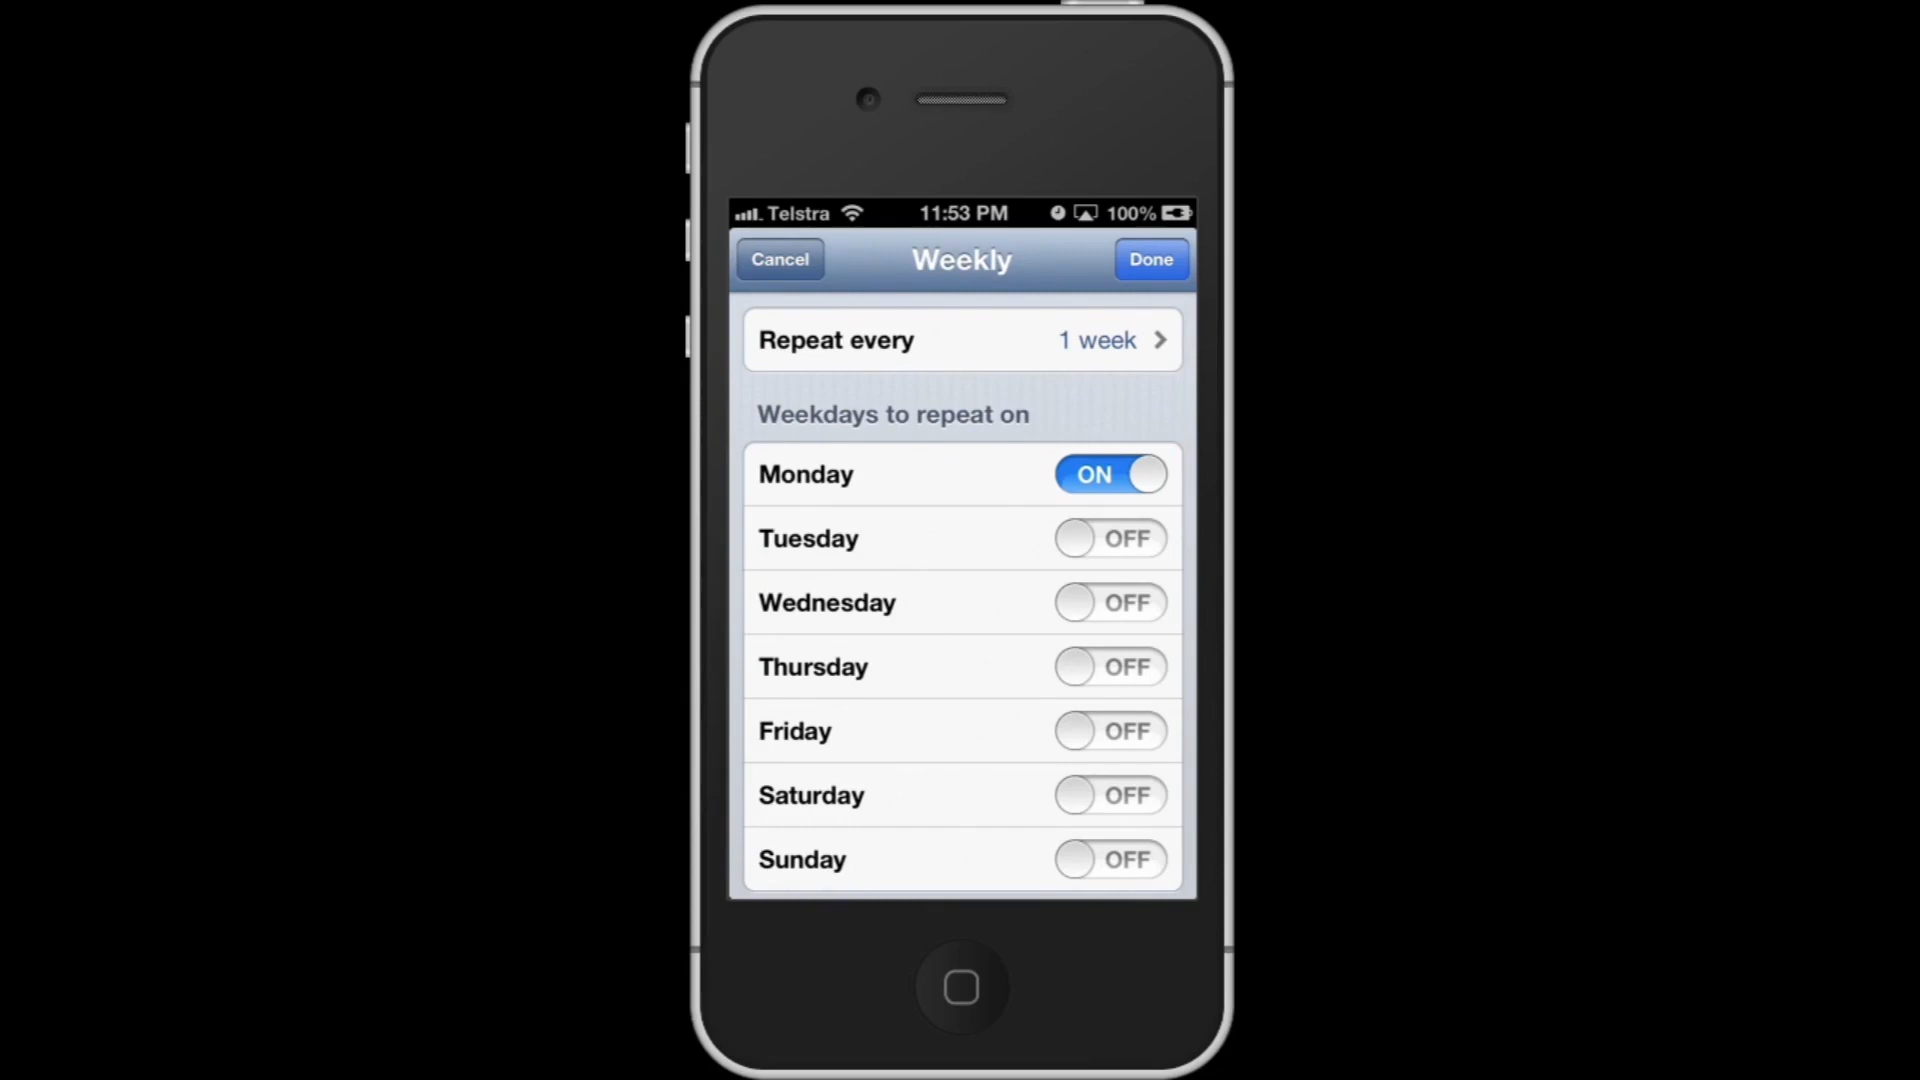 Telstra 11:53 PM 100%
Cancel Weekly Done
Repeat every 1 week
Weekdays to repeat on
Monday ON
Tuesday OFF
Wednesday OFF
Thursday OFF
Friday OFF
Saturday OFF
Sunday OFF